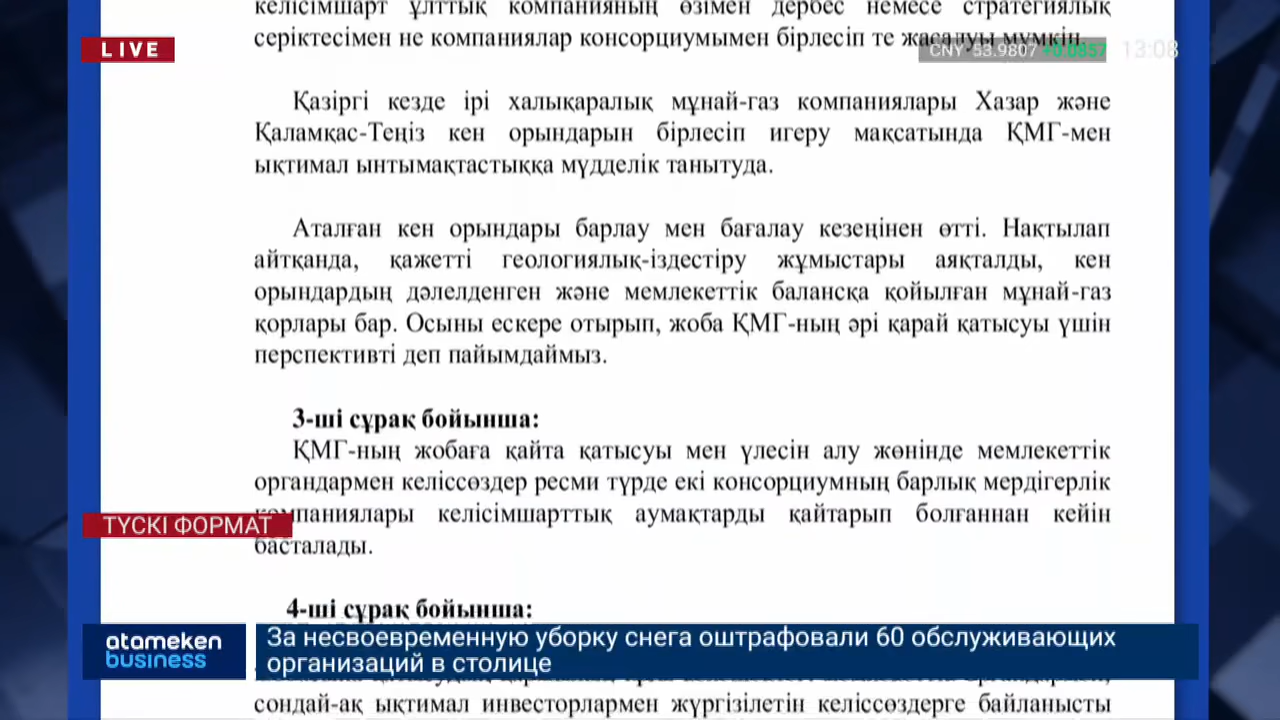 келісімшарт ұлттық компанияның өзімен дербес немесе стратегиялық
серіктесімен не компаниялар консорциумымен бірлесіп те жасалуы мүмкін.
LIVE
CNY 53.9807 +0.0857 13:08
Қазіргі кезде ірі халықаралық мұнай-газ компаниялары Хазар және
Қаламқас-Теңіз кен орындарын бірлесіп игеру мақсатында ҚМГ-мен
ықтимал ынтымақтастыққа мүдделік танытуда.
Аталған кен орындары барлау мен бағалау кезеңінен өтті. Нақтылап
айтқанда, қажетті геологиялық-іздестіру жұмыстары аяқталды, кен
орындардың дәлелденген және мемлекеттік балансқа қойылған мұнай-газ
қорлары бар. Осыны ескере отырып, жоба ҚМГ-ның әрі қарай қатысуы үшін
перспективті деп пайымдаймыз.
3-ші сұрақ бойынша:
ҚМГ-ның жобаға қайта қатысуы мен үлесін алу жөнінде мемлекеттік
органдармен келіссөздер ресми түрде екі консорциумның барлық мердігерлік
компаниялары келісімшарттық аумақтарды қайтарып болғаннан кейін
басталады.
ТҮСКІ ФОРМАТ
4-ші сұрақ бойынша:
atameken
business
За несвоевременную уборку снега оштрафовали 60 обслуживающих
организаций в столице
сондай-ақ ықтимал инвесторлармен жүргізілетін келіссөздерге байланысты